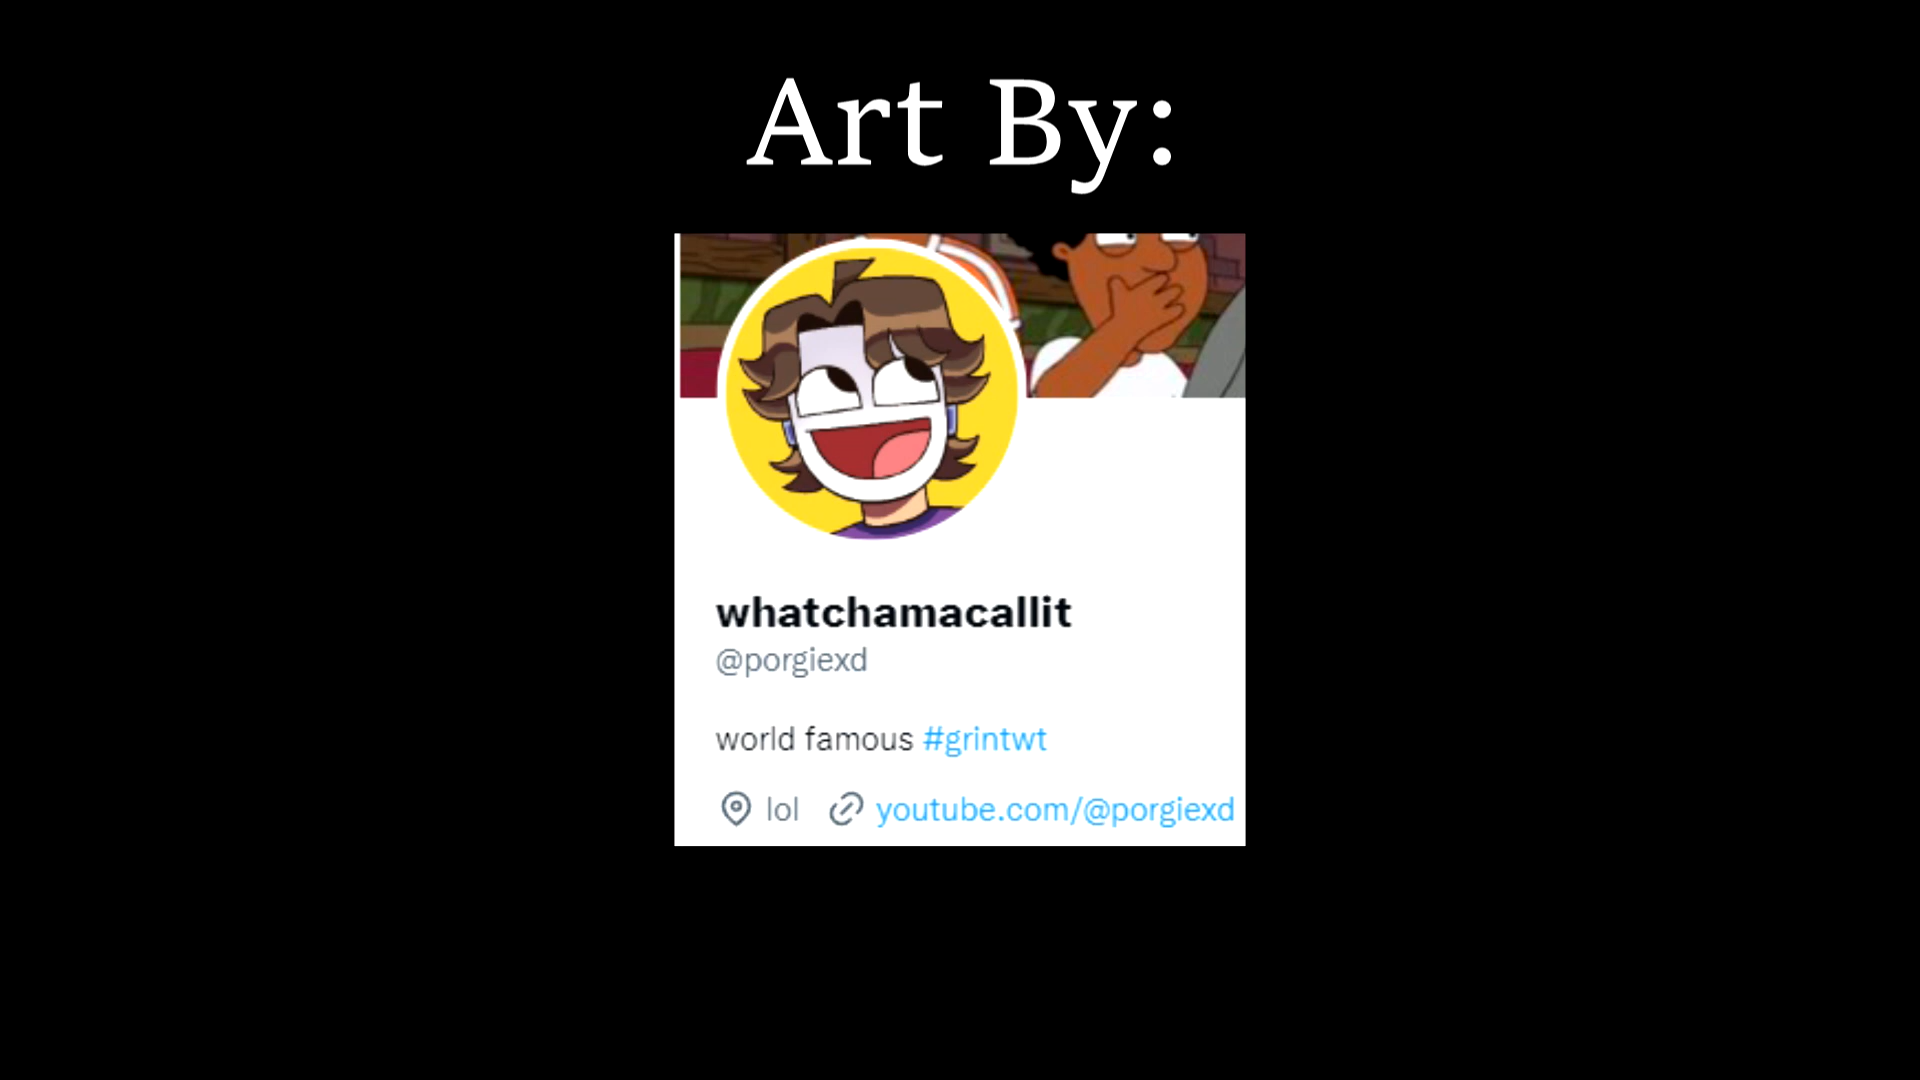 Art By:
whatchamacallit
@porgiexd
world famous #grintwt
lol youtube.com/@porgiexd